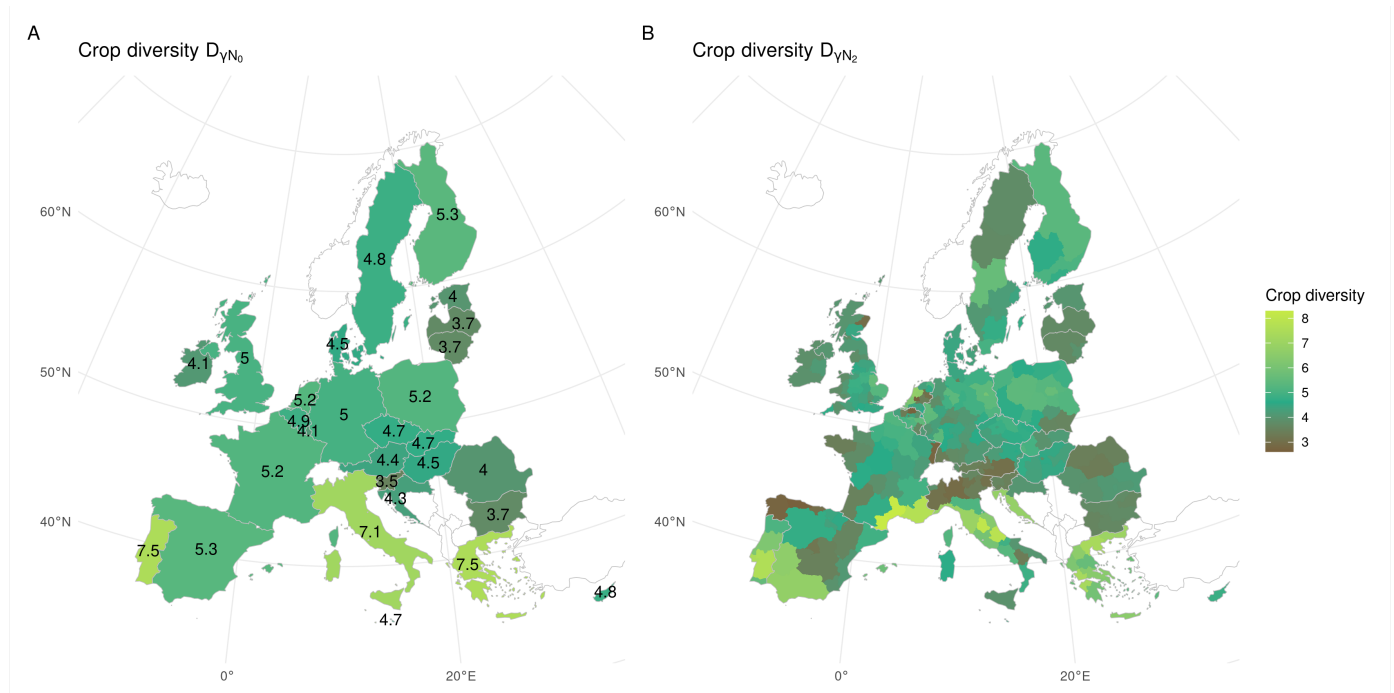 A
Crop diversity DγN₀
60°N
50°N
40°N
0°
20°E
5.3
4.8
4
3.7
3.7
4.5
4.1
5
5.2
5.2
5
4.9
4.1
4.7
4.7
4.4
4.5
4
5.2
3.5
4.3
3.7
7.1
7.5
5.3
7.5
4.8
4.7
B
Crop diversity DγN₂
60°N
50°N
40°N
0°
20°E
Crop diversity
8
7
6
5
4
3